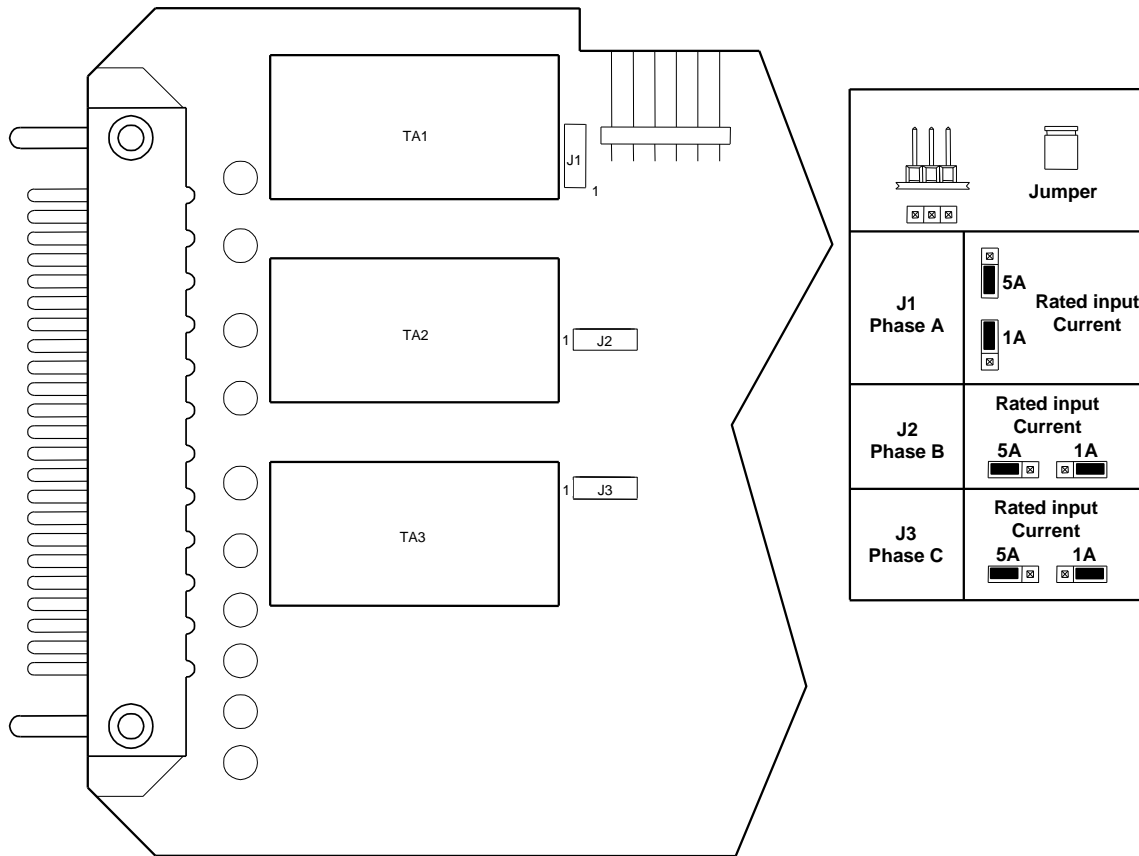 TA1
J1
1
TA2
1
J2
TA3
1
J3
Jumper
J1
Phase A
5A
1A
Rated input
Current
J2
Phase B
Rated input
Current
5A
1A
J3
Phase C
Rated input
Current
5A
1A